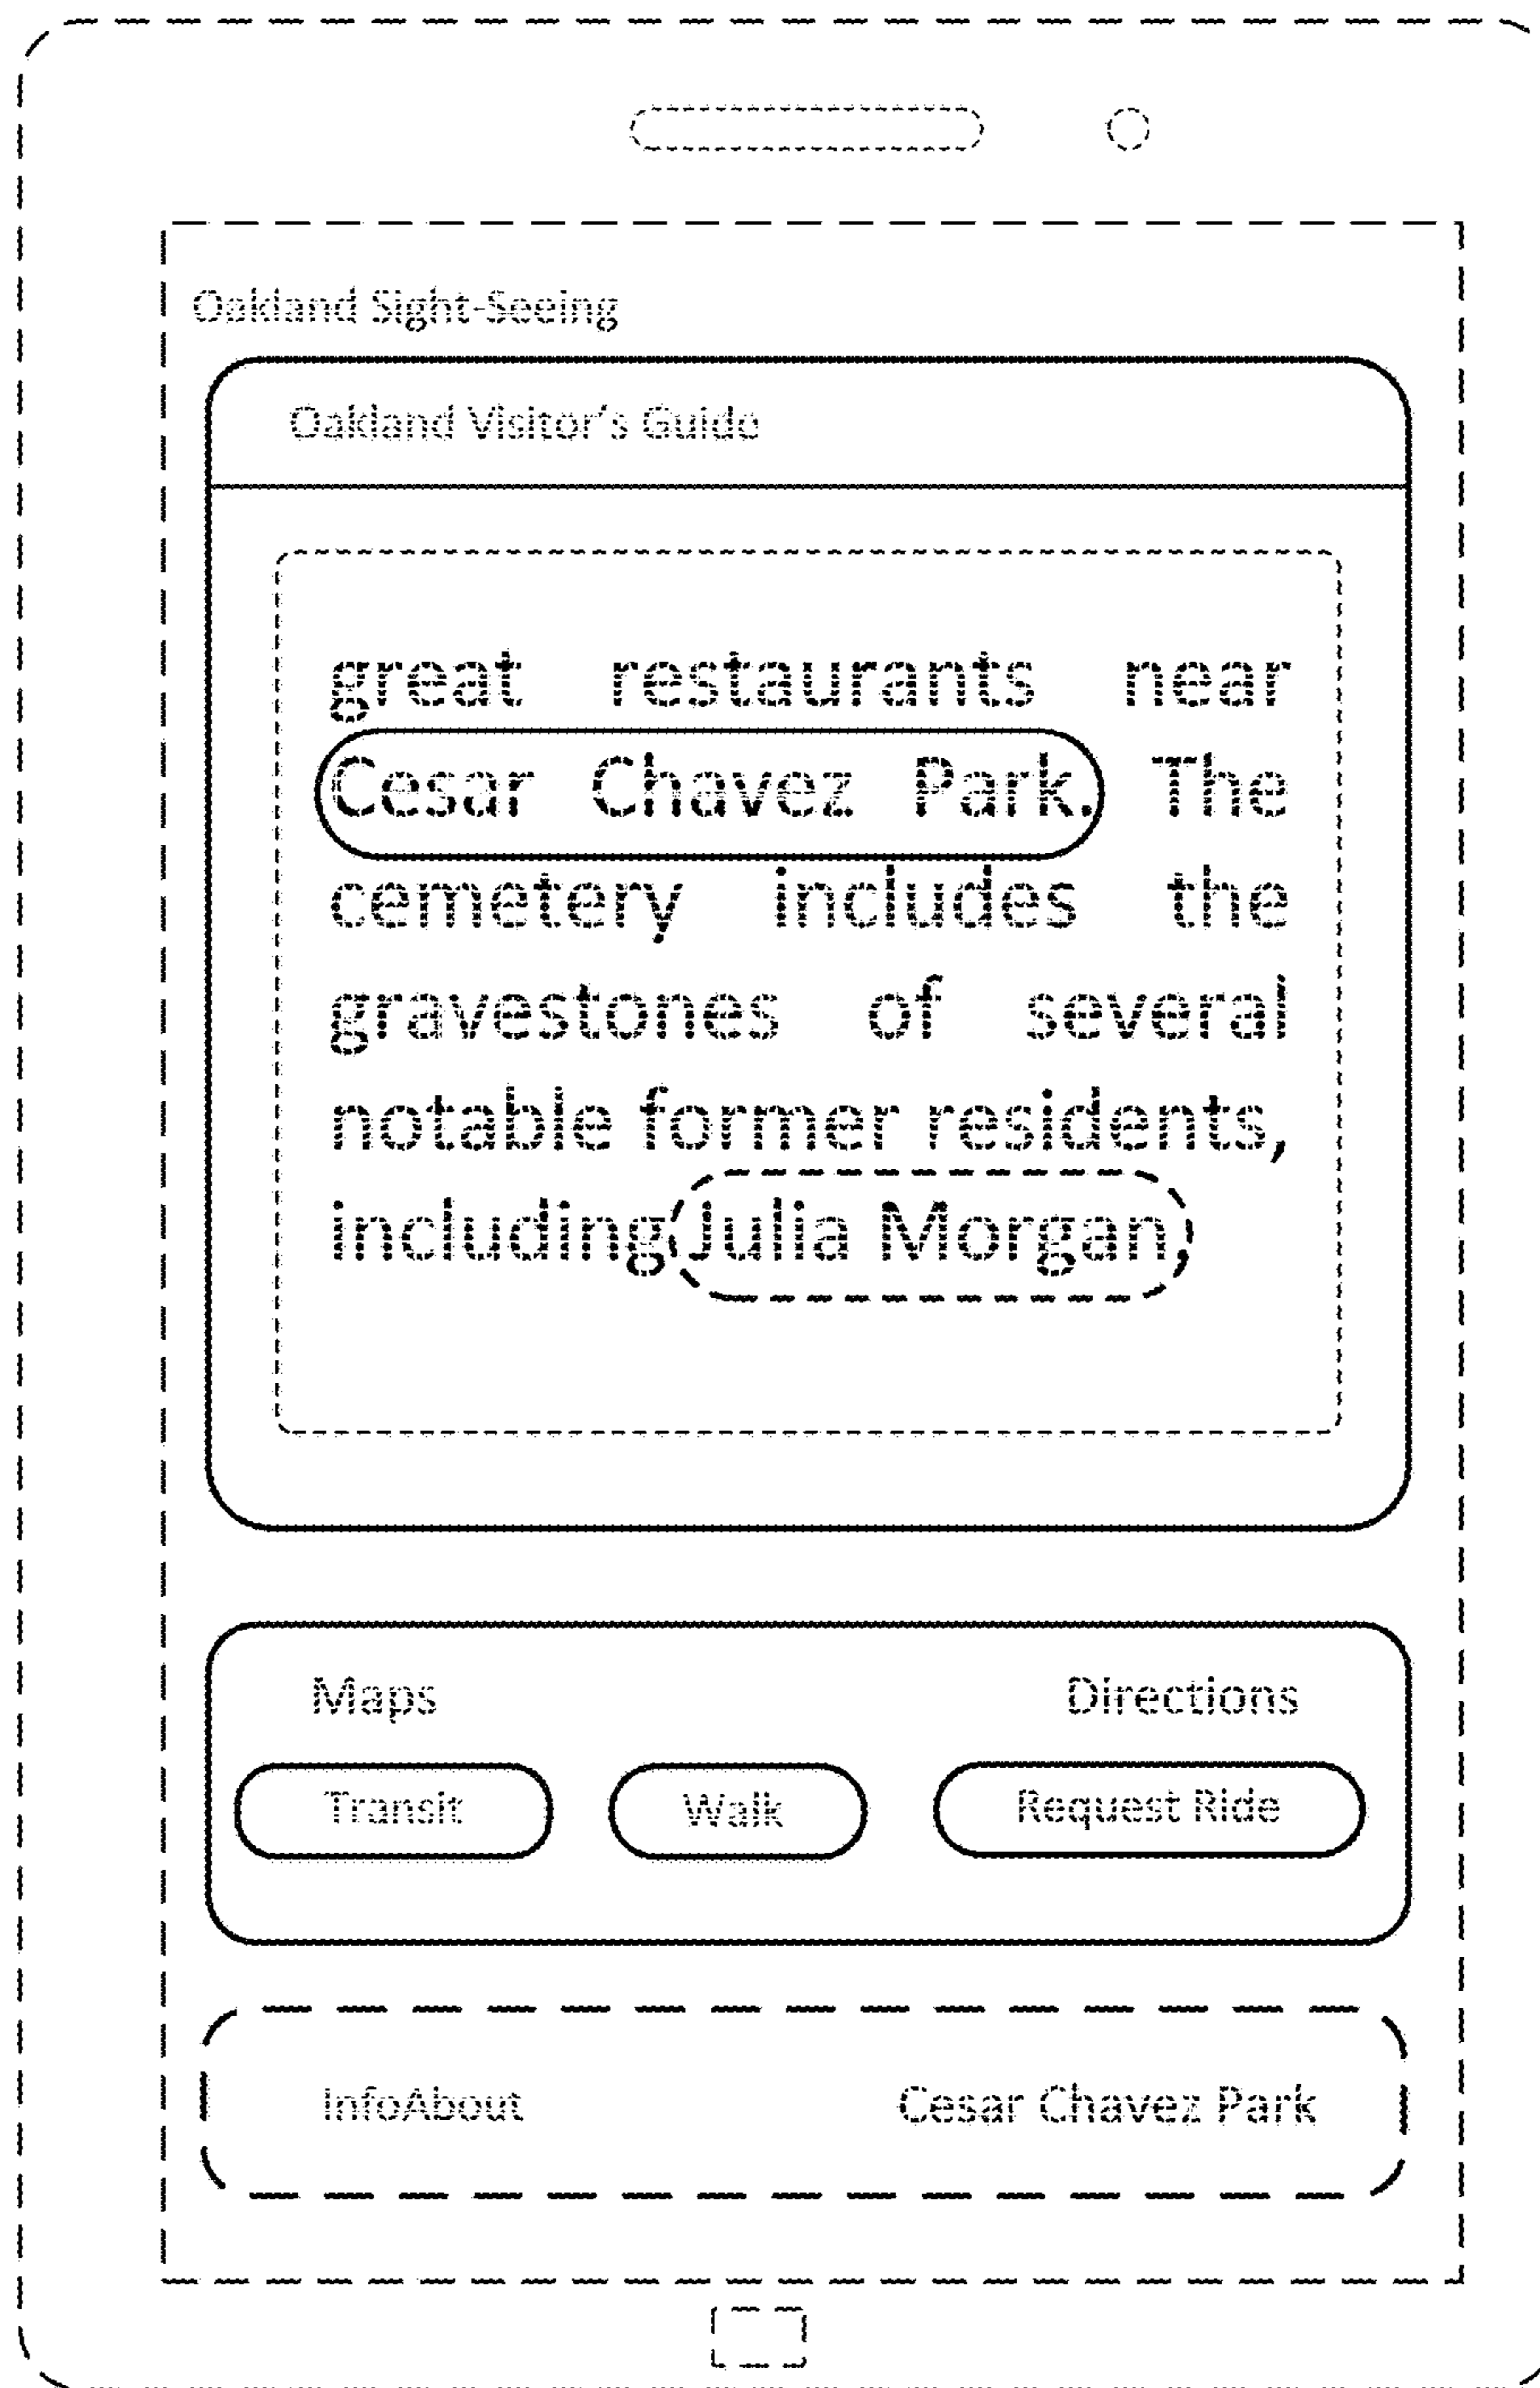 Oakland Sight-Seeing
Oakland Visitor's Guide
great restaurants near
Cesar Chavez Park. The
cemetery includes the
gravestones of several
notable former residents,
including Julia Morgan,
Maps Directions
Transit Walk Request Ride
InfoAbout Cesar Chavez Park